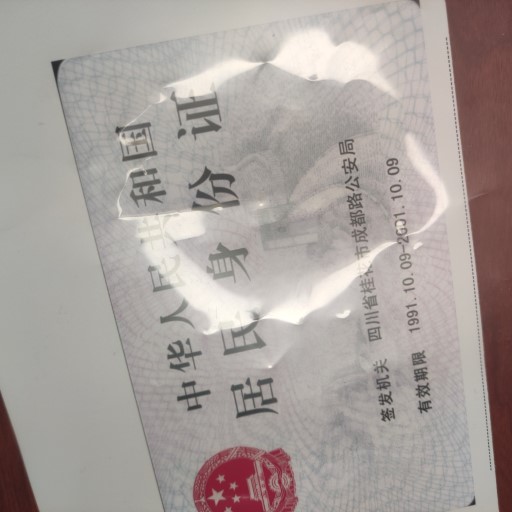 中华人民共和国
居民身份证
签发机关 四川省桂花市成都路公安局
有效期限 1991.10.09-2001.10.09